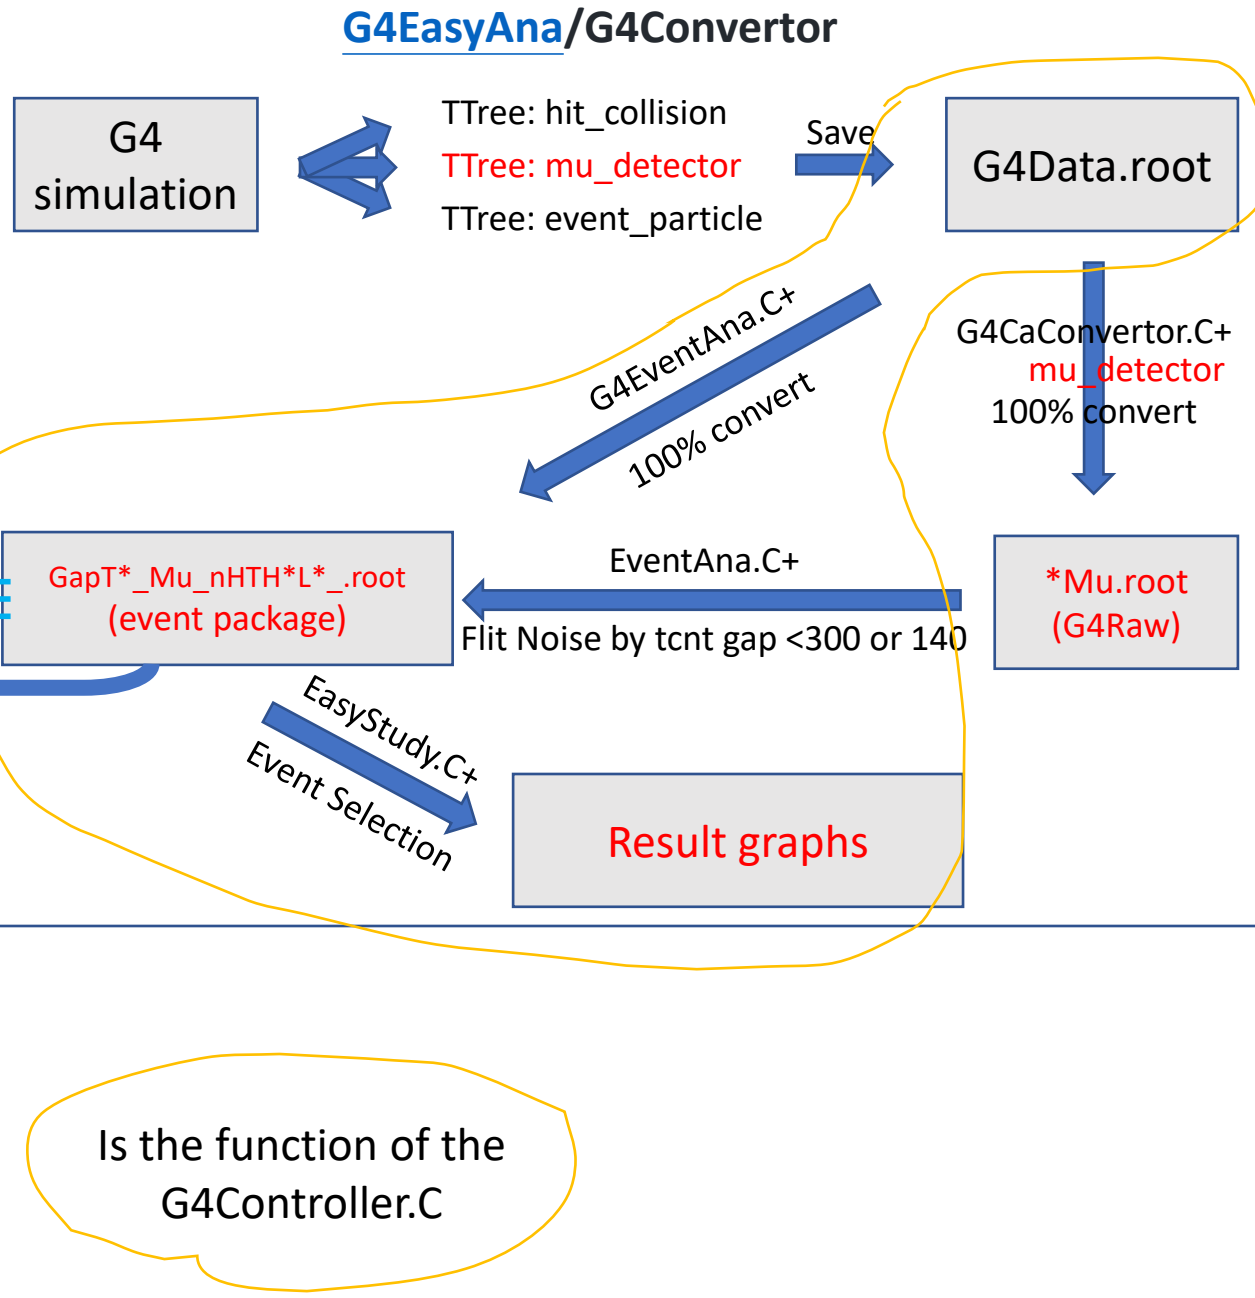 G4EasyAna/G4Convertor
G4
simulation
TTree: hit_collision
TTree: mu_detector
TTree: event_particle
Save
G4Data.root
G4EventAna.C+
100% convert
G4CaConvertor.C+
mu_detector
100% convert
GapT*_Mu_nHTH*L*_.root
(event package)
EventAna.C+
Flit Noise by tcnt gap <300 or 140
*Mu.root
(G4Raw)
EasyStudy.C+
Event Selection
Result graphs
Is the function of the
G4Controller.C